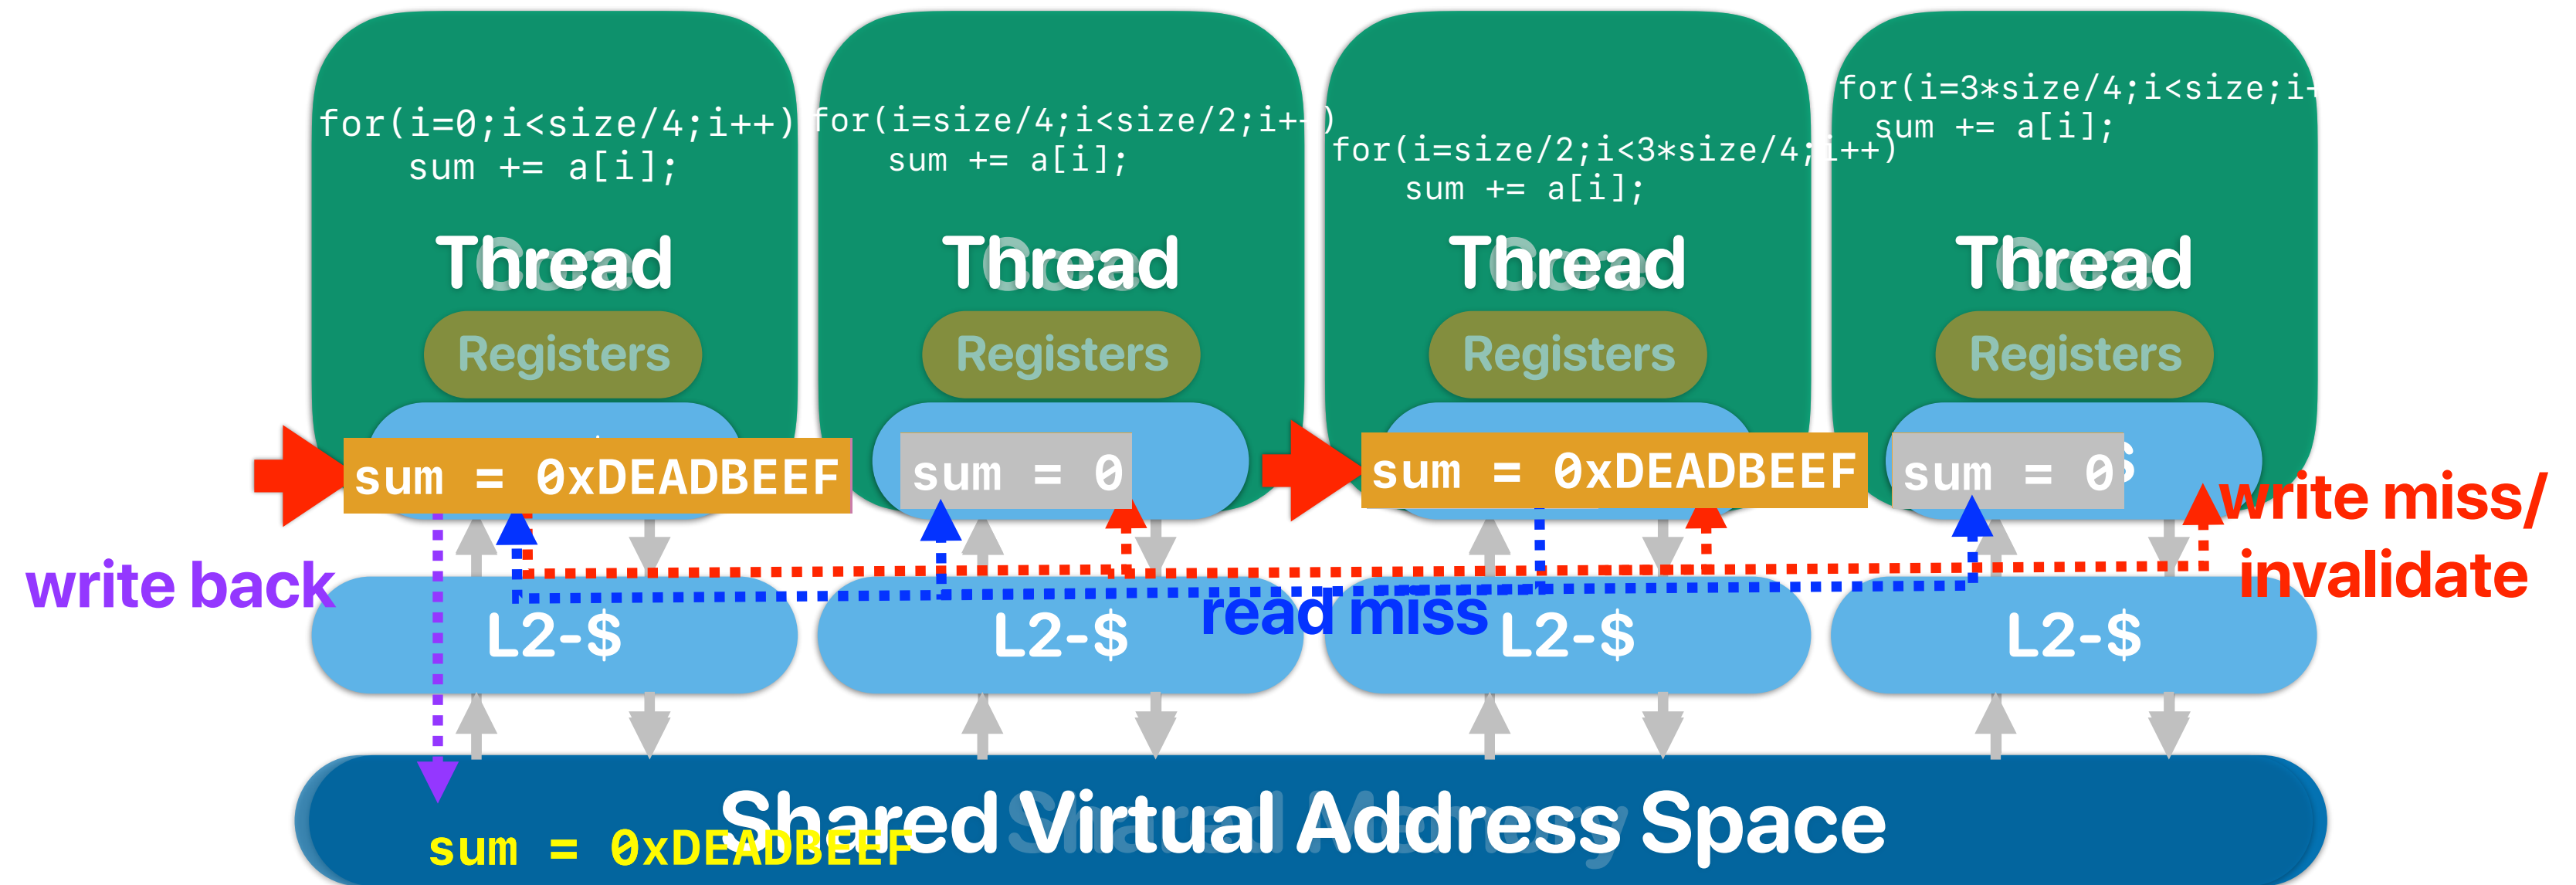 for(i=0;i<size/4;i++)
sum += a[i];
for(i=size/4;i<size/2;i++)
sum += a[i];
for(i=size/2;i<3*size/4;i++)
sum += a[i];
for(i=3*size/4;i<size;i+
sum += a[i];
Thread
Thread
Thread
Thread
Registers
Registers
Registers
Registers
sum = 0xDEADBEEF
sum = 0
sum = 0xDEADBEEF
sum = 0
$
write miss/
invalidate
write back
read miss
L2-$
L2-$
L2-$
L2-$
Shared Virtual Address Space
Shared Memory
sum = 0xDEADBEEF